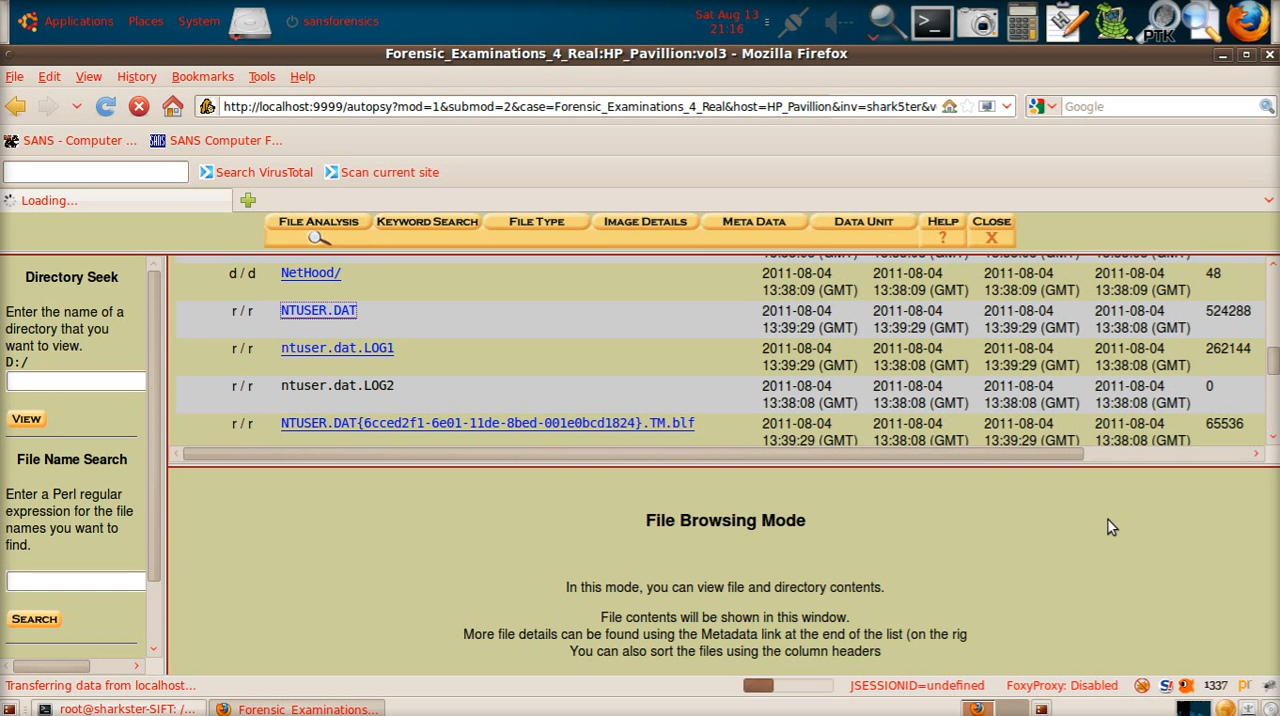 Applications Places System sansforensics Sat Aug 13
21:16
PTK
Forensic_Examinations_4_Real:HP_Pavillion:vol3 - Mozilla Firefox
File Edit View History Bookmarks Tools Help
http://localhost:9999/autopsy?mod=1&submod=2&case=Forensic_Examinations_4_Real&host=HP_Pavillion&inv=shark5ter&v Google
SANS - Computer ... SANS Computer F...
Search VirusTotal Scan current site
Loading...
FILE ANALYSIS KEYWORD SEARCH FILE TYPE IMAGE DETAILS META DATA DATA UNIT HELP CLOSE
? X
Directory Seek
Enter the name of a
directory that you
want to view.
D:/
VIEW
File Name Search
Enter a Perl regular
expression for the file
names you want to
find.
SEARCH
d / d NetHood/ 2011-08-04 2011-08-04 2011-08-04 2011-08-04 48
13:38:09 (GMT) 13:38:09 (GMT) 13:38:09 (GMT) 13:38:09 (GMT)
r / r NTUSER.DAT 2011-08-04 2011-08-04 2011-08-04 2011-08-04 524288
13:39:29 (GMT) 13:39:29 (GMT) 13:39:29 (GMT) 13:38:08 (GMT)
r / r ntuser.dat.LOG1 2011-08-04 2011-08-04 2011-08-04 2011-08-04 262144
13:39:29 (GMT) 13:38:08 (GMT) 13:39:29 (GMT) 13:38:08 (GMT)
r / r ntuser.dat.LOG2 2011-08-04 2011-08-04 2011-08-04 2011-08-04 0
13:38:08 (GMT) 13:38:08 (GMT) 13:38:08 (GMT) 13:38:08 (GMT)
r / r NTUSER.DAT{6cced2f1-6e01-11de-8bed-001e0bcd1824}.TM.blf 2011-08-04 2011-08-04 2011-08-04 2011-08-04 65536
13:39:29 (GMT) 13:38:08 (GMT) 13:39:29 (GMT) 13:38:08 (GMT)
File Browsing Mode
In this mode, you can view file and directory contents.
File contents will be shown in this window.
More file details can be found using the Metadata link at the end of the list (on the rig
You can also sort the files using the column headers
Transferring data from localhost... JSESSIONID=undefined FoxyProxy: Disabled S! 1337 pr
root@sharkster-SIFT: /... Forensic_Examinations...